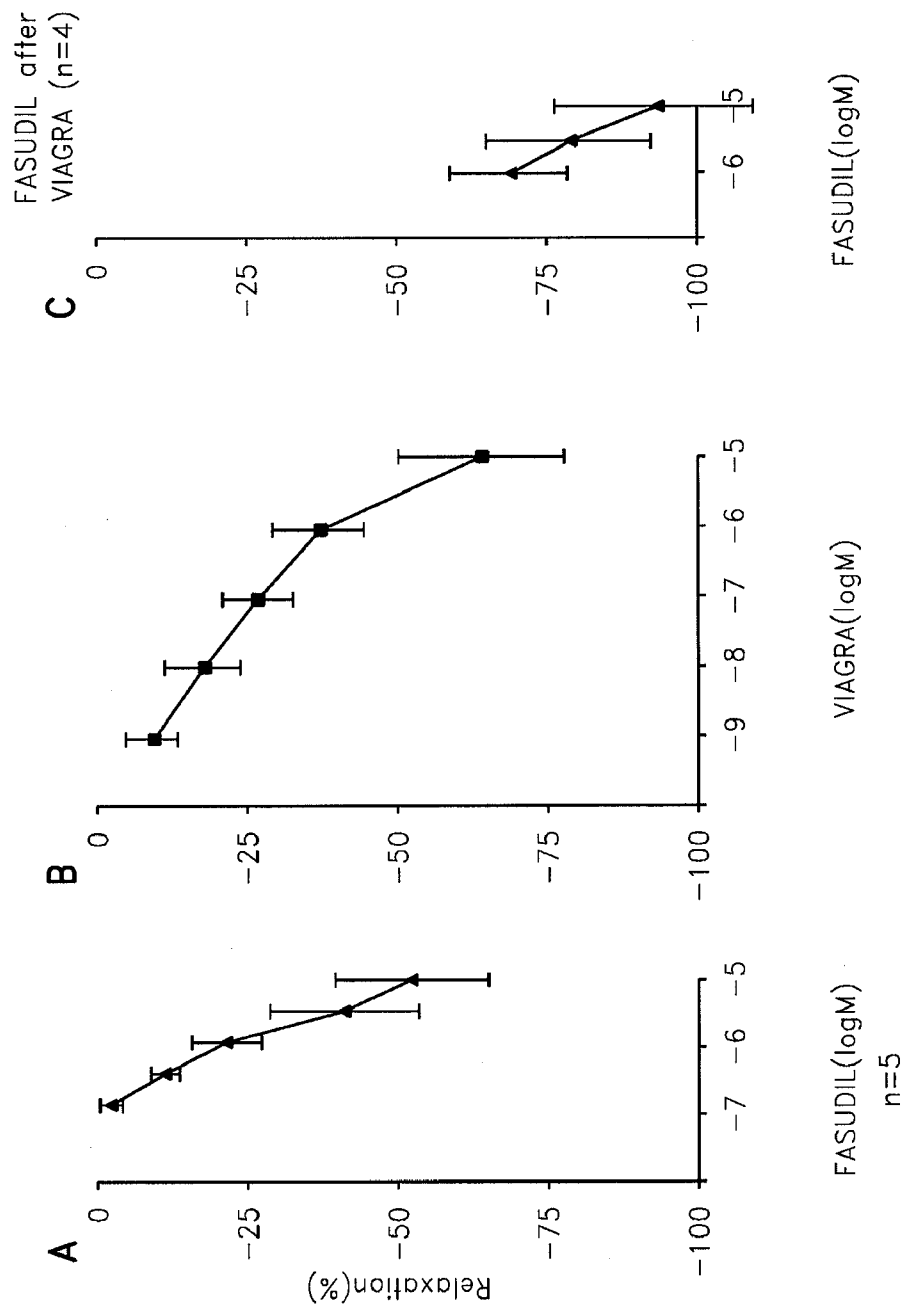 A
Relaxation(%)
0
−25
−50
−75
−100
−7
−6
−5
FASUDIL(logM)
n=5
B
0
−25
−50
−75
−100
−9
−8
−7
−6
−5
VIAGRA(logM)
C
FASUDIL after
VIAGRA (n=4)
0
−25
−50
−75
−100
−6
−5
FASUDIL(logM)